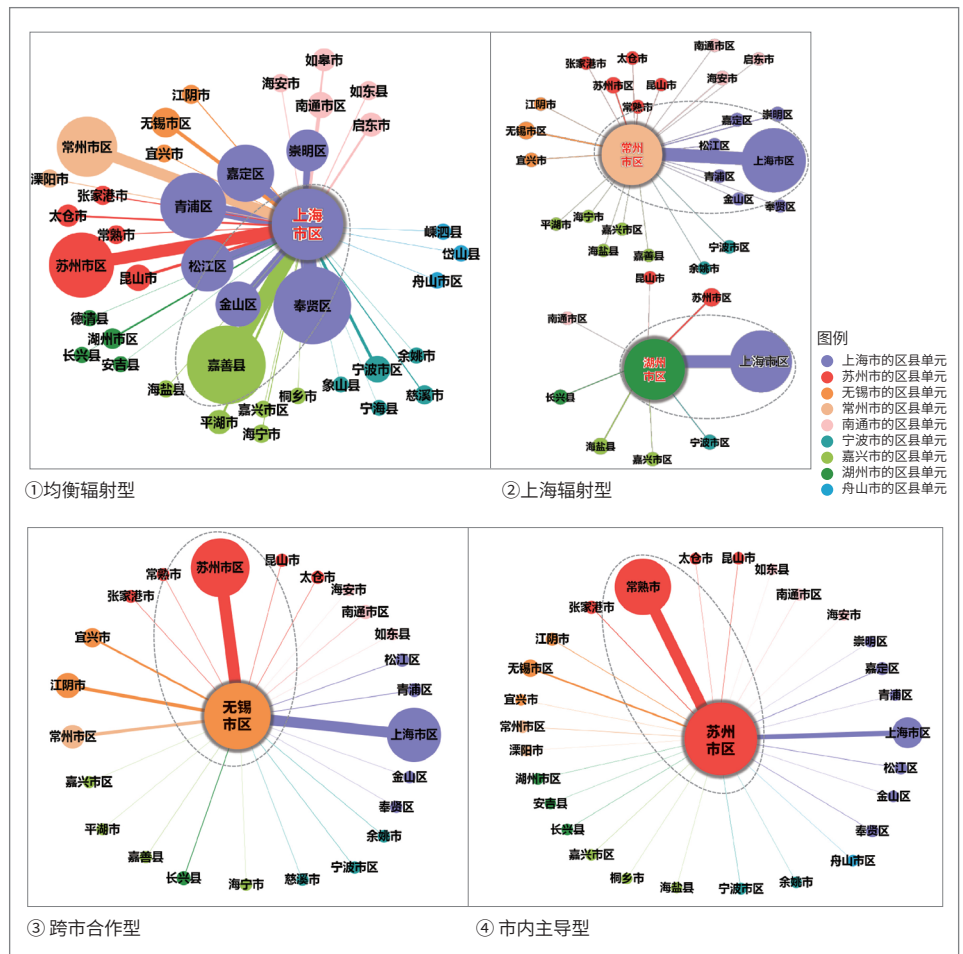 如皋市
海安市
江阴市
如东县
南通市区
启东市
无锡市区
常州市区
宜兴市
崇明区
嘉定区
溧阳市
张家港市
青浦区
太仓市
上海
市区
常熟市
嵊泗县
苏州市区
松江区
岱山县
昆山市
舟山市区
金山区
奉贤区
德清县
湖州市区
长兴县
安吉县
余姚市
嘉善县
宁波市区
象山县
海盐县
桐乡市
慈溪市
嘉兴市区
宁海县
平湖市
海宁市
南通市区
张家港市
太仓市
启东市
苏州市区
昆山市
海安市
江阴市
常熟市
崇明区
嘉定区
无锡市区
常州
市区
松江区
宜兴市
上海市区
青浦区
金山区
奉贤区
平湖市
海宁市
嘉兴市区
海盐县
嘉善县
宁波市区
余姚市
昆山市
苏州市区
南通市区
湖州
市区
上海市区
长兴县
海盐县
嘉兴市区
宁波市区
图例
上海市的区县单元
苏州市的区县单元
无锡市的区县单元
常州市的区县单元
南通市的区县单元
宁波市的区县单元
嘉兴市的区县单元
湖州市的区县单元
舟山市的区县单元
①均衡辐射型
②上海辐射型
苏州市区
昆山市
常熟市
太仓市
张家港市
海安市
南通市区
宜兴市
如东县
松江区
江阴市
青浦区
无锡
市区
常州市区
上海市区
金山区
嘉兴市区
奉贤区
平湖市
余姚市
嘉善县
宁波市区
长兴县
海宁市
慈溪市
太仓市
昆山市
如东县
常熟市
南通市区
张家港市
海安市
江阴市
崇明区
无锡市区
嘉定区
宜兴市
青浦区
常州市区
苏州
市区
上海市区
溧阳市
松江区
湖州市区
安吉县
金山区
长兴县
奉贤区
嘉兴市区
舟山市区
桐乡市
海盐县
宁波市区
余姚市
③ 跨市合作型
④ 市内主导型